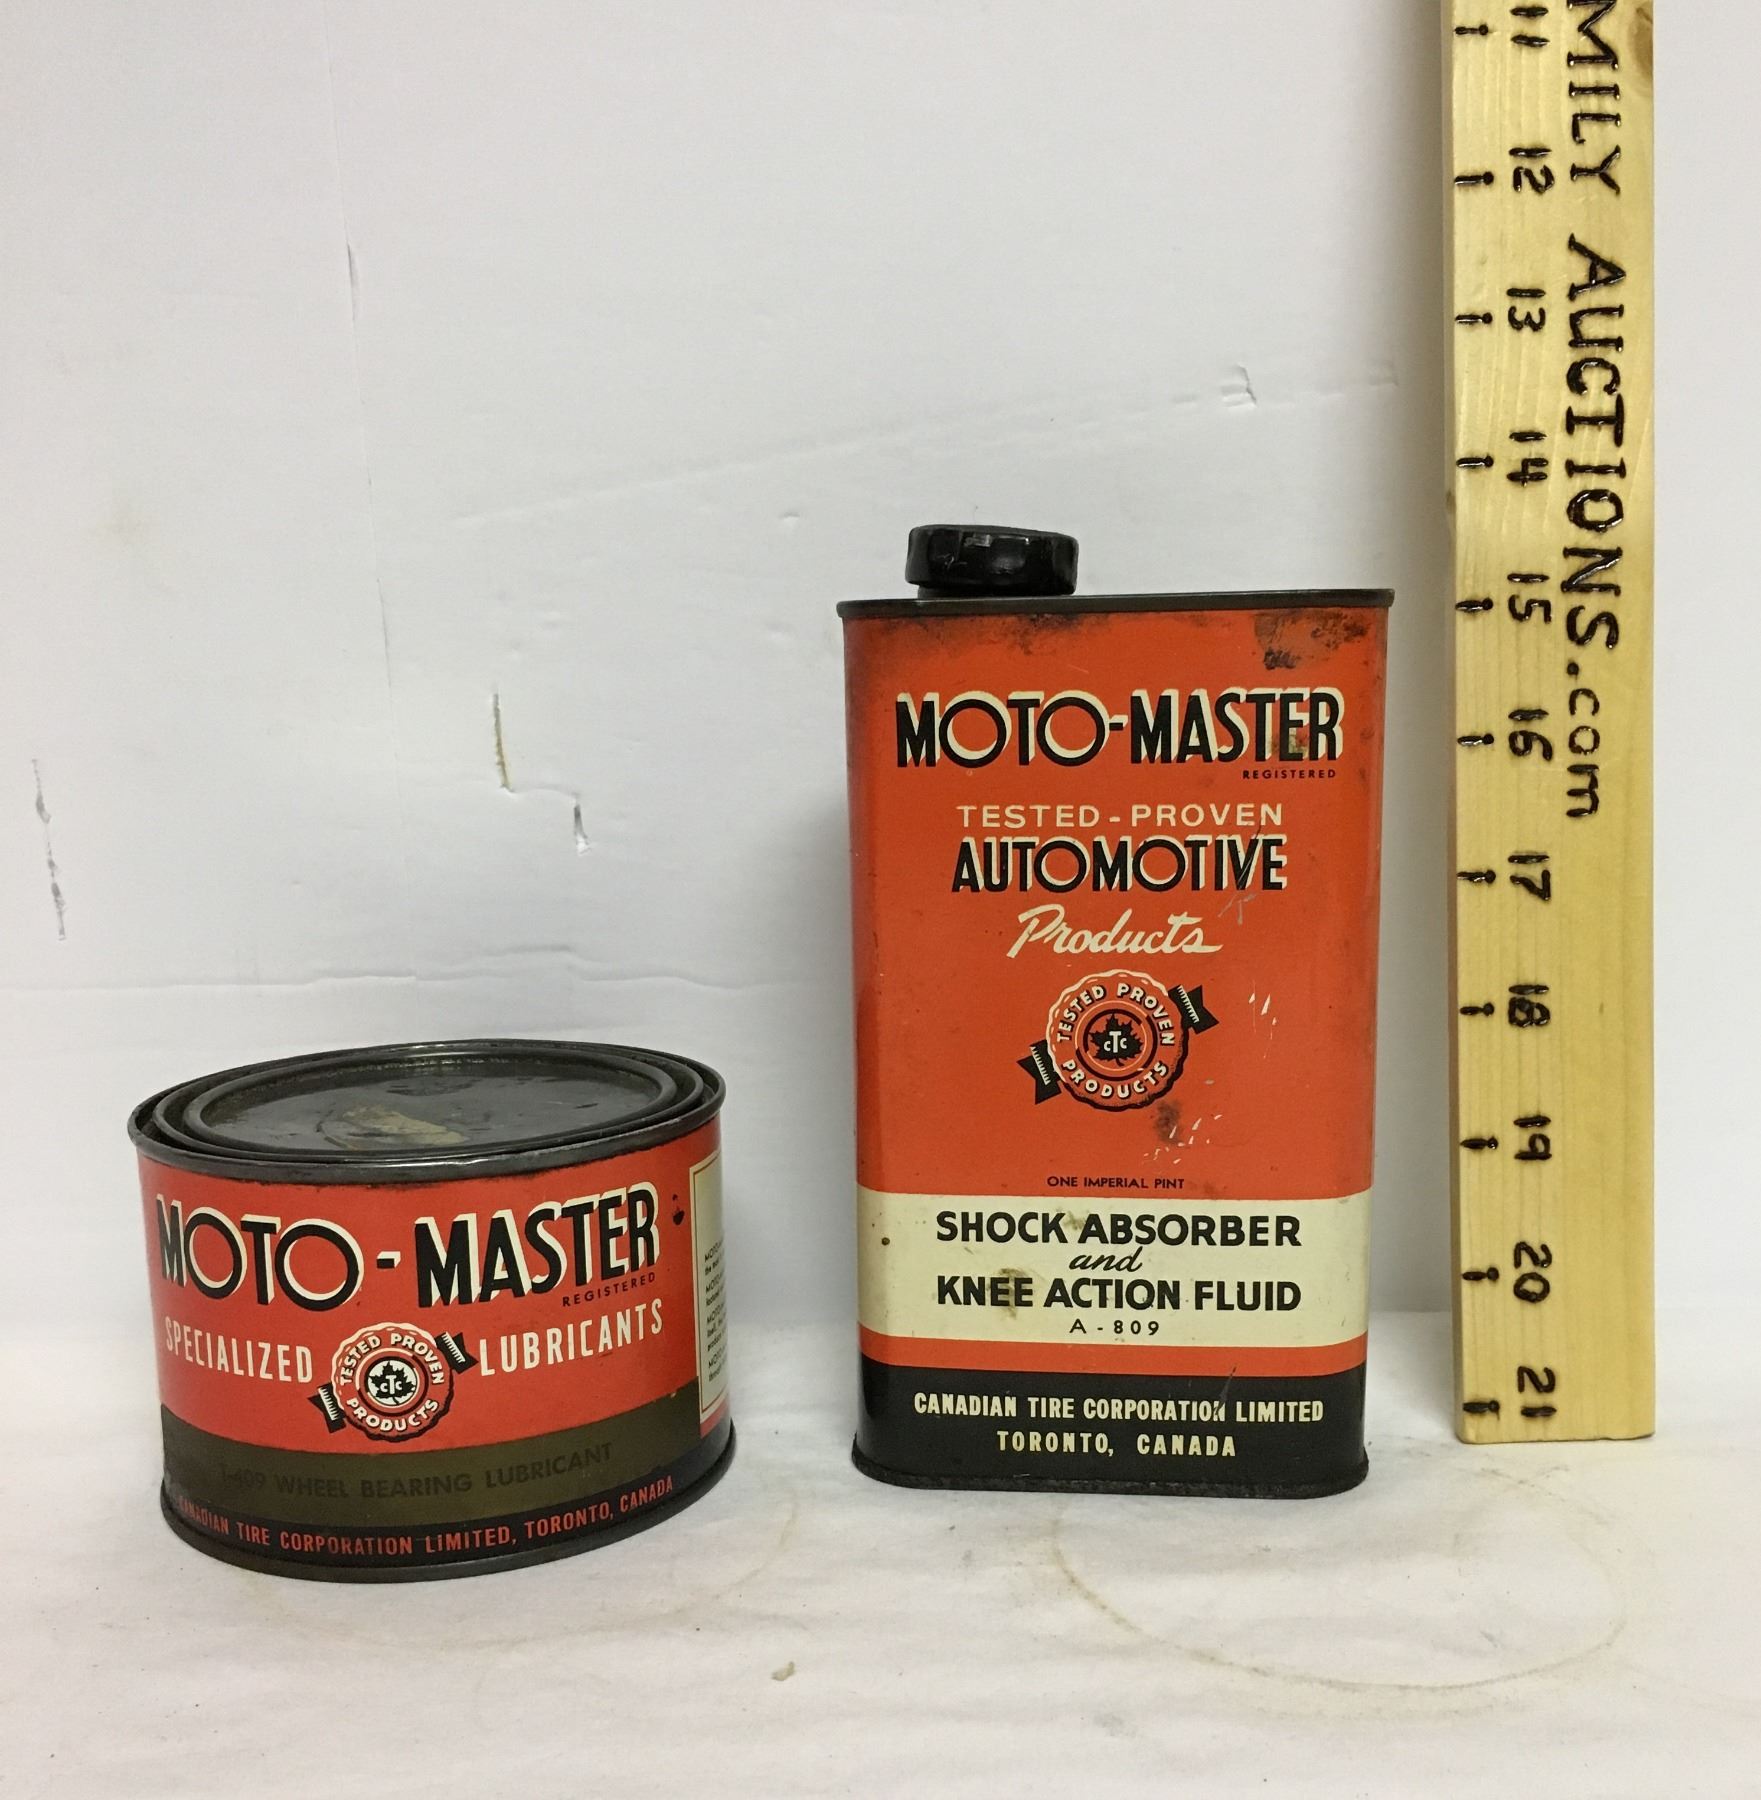 MOTO-MASTER
REGISTERED
TESTED-PROVEN
AUTOMOTIVE
Products
TESTED PROVEN
CTC
PRODUCTS
ONE IMPERIAL PINT
SHOCK ABSORBER
and
KNEE ACTION FLUID
A-809
CANADIAN TIRE CORPORATION LIMITED
TORONTO, CANADA
MOTO-MASTER
REGISTERED
SPECIALIZED LUBRICANTS
TESTED PROVEN
CTC
PRODUCTS
T-409 WHEEL BEARING LUBRICANT
CANADIAN TIRE CORPORATION LIMITED, TORONTO, CANADA
MILY AUCTIONS.com
11
12
13
14
15
16
17
18
19
20
21